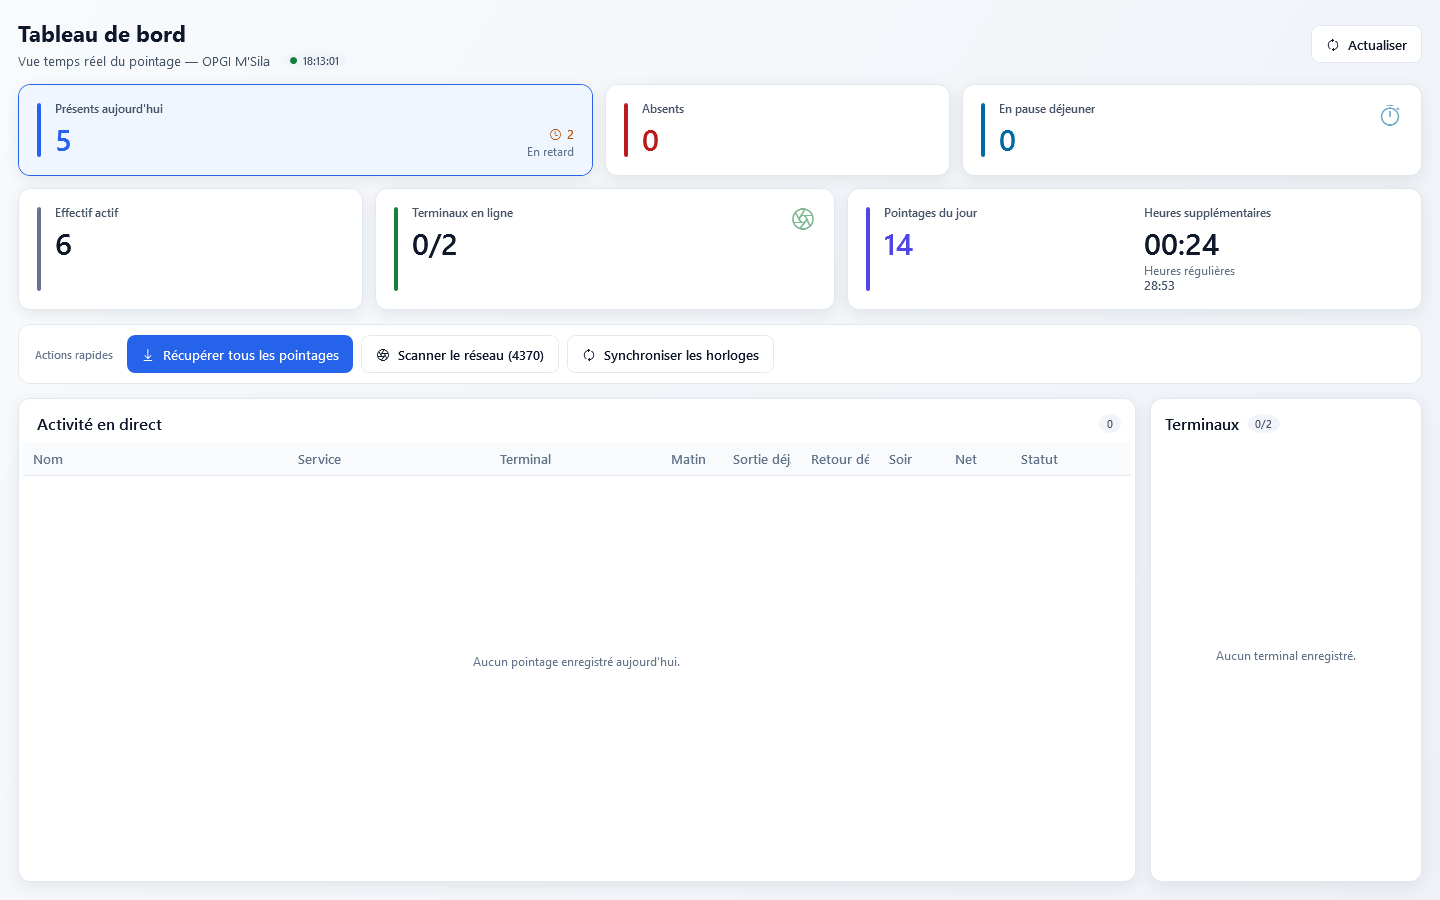 Tableau de bord
Vue temps réel du pointage — OPGI M'Sila
18:13:01
Actualiser
Présents aujourd'hui
5
2
En retard
Absents
0
En pause déjeuner
0
Effectif actif
6
Terminaux en ligne
0/2
Pointages du jour
14
Heures supplémentaires
00:24
Heures régulières
28:53
Actions rapides
Récupérer tous les pointages
Scanner le réseau (4370)
Synchroniser les horloges
Activité en direct
0
Nom Service Terminal Matin Sortie déj Retour dé Soir Net Statut
Aucun pointage enregistré aujourd'hui.
Terminaux
0/2
Aucun terminal enregistré.